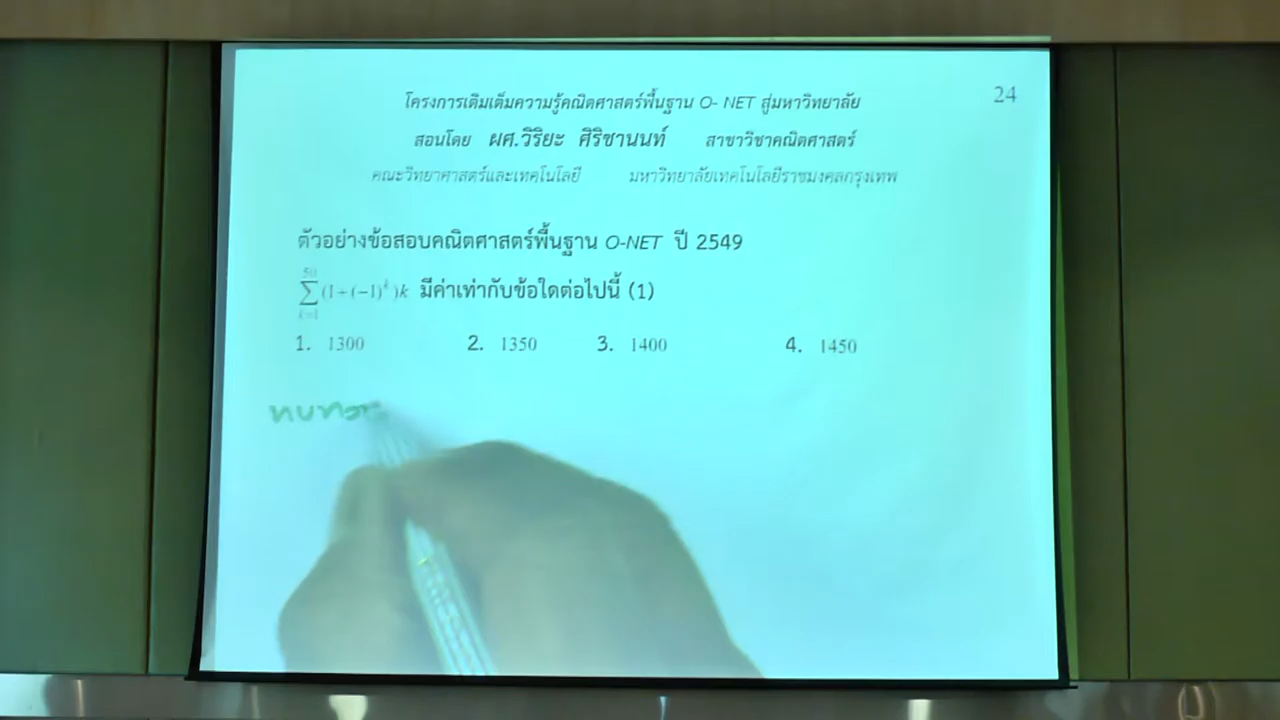 24
โครงการเติมเต็มความรู้คณิตศาสตร์พื้นฐาน O- NET สู่มหาวิทยาลัย
สอนโดย ผศ.วิริยะ ศิริชานนท์ สาขาวิชาคณิตศาสตร์
คณะวิทยาศาสตร์และเทคโนโลยี มหาวิทยาลัยเทคโนโลยีราชมงคลกรุงเทพ
ตัวอย่างข้อสอบคณิตศาสตร์พื้นฐาน O-NET ปี 2549
50
∑(1+(−1)^k)k มีค่าเท่ากับข้อใดต่อไปนี้ (1)
k=1
1. 1300 2. 1350 3. 1400 4. 1450